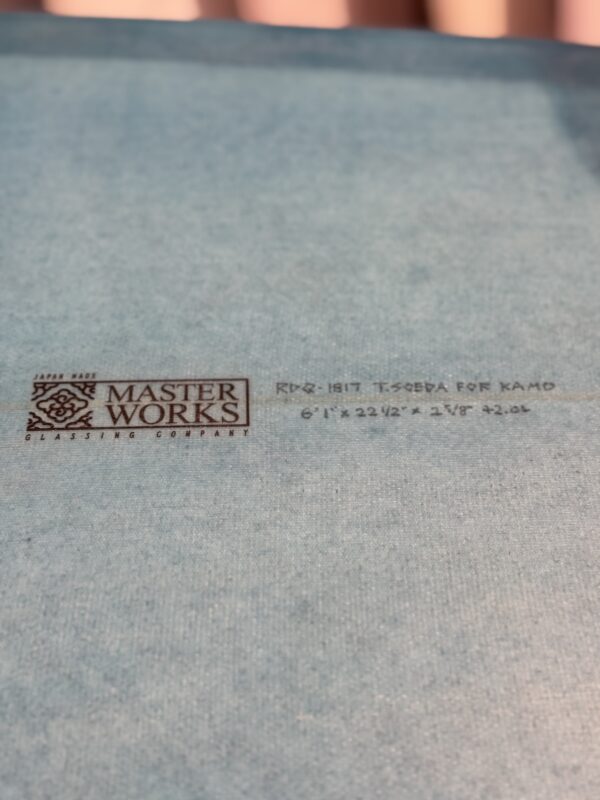 JAPAN MADE
MASTER
WORKS
GLASSING COMPANY
RDQ-1817 T.SOEDA FOR KAMO
6'1" x 22 1/2" x 2 5/8" 42.0L